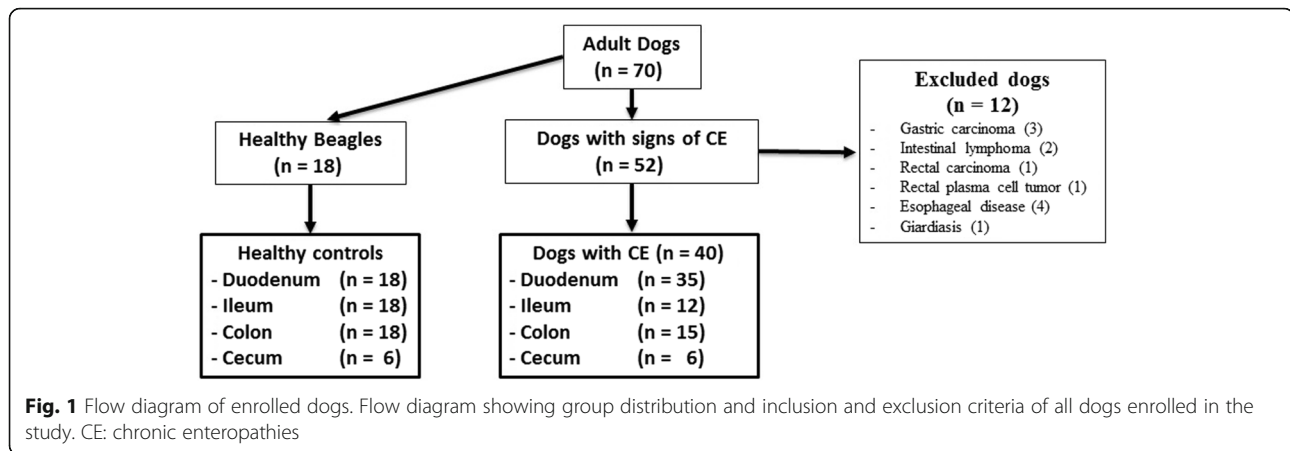 Adult Dogs
(n = 70)
Healthy Beagles
(n = 18)
Dogs with signs of CE
(n = 52)
Excluded dogs
(n = 12)
- Gastric carcinoma (3)
- Intestinal lymphoma (2)
- Rectal carcinoma (1)
- Rectal plasma cell tumor (1)
- Esophageal disease (4)
- Giardiasis (1)
Healthy controls
- Duodenum (n = 18)
- Ileum (n = 18)
- Colon (n = 18)
- Cecum (n = 6)
Dogs with CE (n = 40)
- Duodenum (n = 35)
- Ileum (n = 12)
- Colon (n = 15)
- Cecum (n = 6)
Fig. 1 Flow diagram of enrolled dogs. Flow diagram showing group distribution and inclusion and exclusion criteria of all dogs enrolled in the
study. CE: chronic enteropathies